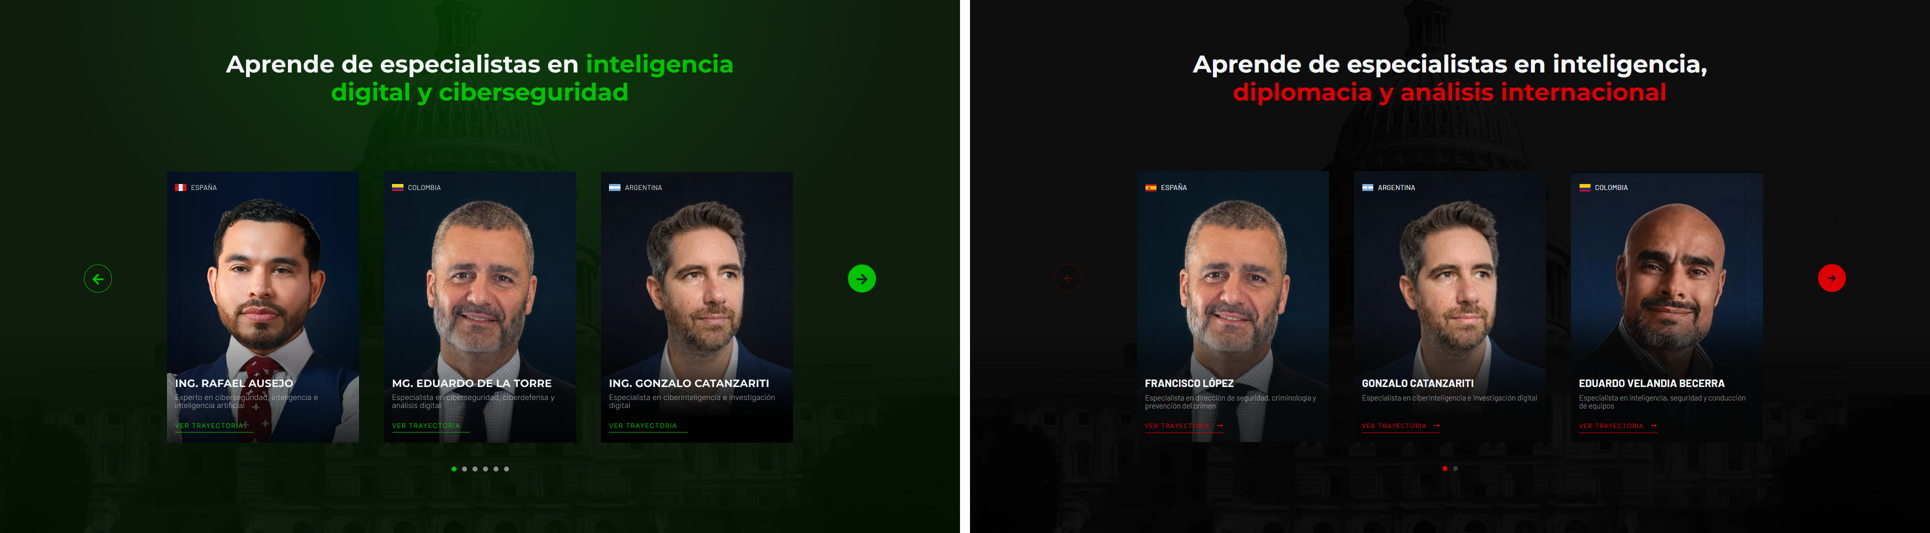 Aprende de especialistas en inteligencia
digital y ciberseguridad
ESPAÑA
ING. RAFAEL AUSEJO
Experto en ciberseguridad, inteligencia e
inteligencia artificial
VER TRAYECTORIA
COLOMBIA
MG. EDUARDO DE LA TORRE
Especialista en ciberseguridad, ciberdefensa y
análisis digital
VER TRAYECTORIA
ARGENTINA
ING. GONZALO CATANZARITI
Especialista en ciberinteligencia e investigación
digital
VER TRAYECTORIA
Aprende de especialistas en inteligencia,
diplomacia y análisis internacional
ESPAÑA
FRANCISCO LÓPEZ
Especialista en dirección de seguridad, criminología y
prevención del crimen
VER TRAYECTORIA →
ARGENTINA
GONZALO CATANZARITI
Especialista en ciberinteligencia e investigación digital
VER TRAYECTORIA →
COLOMBIA
EDUARDO VELANDIA BECERRA
Especialista en inteligencia, seguridad y conducción
de equipos
VER TRAYECTORIA →